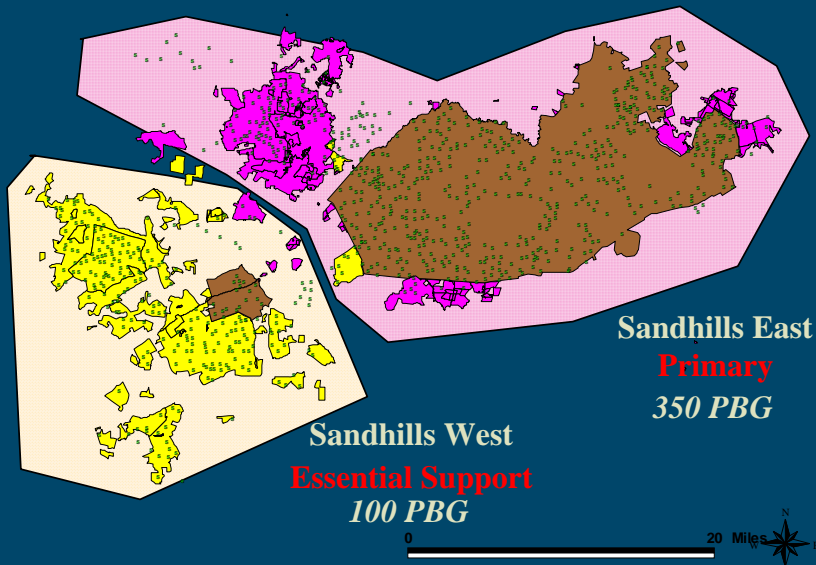 Sandhills East
Primary
350 PBG
Sandhills West
Essential Support
100 PBG
0
20 Miles
N
W
E